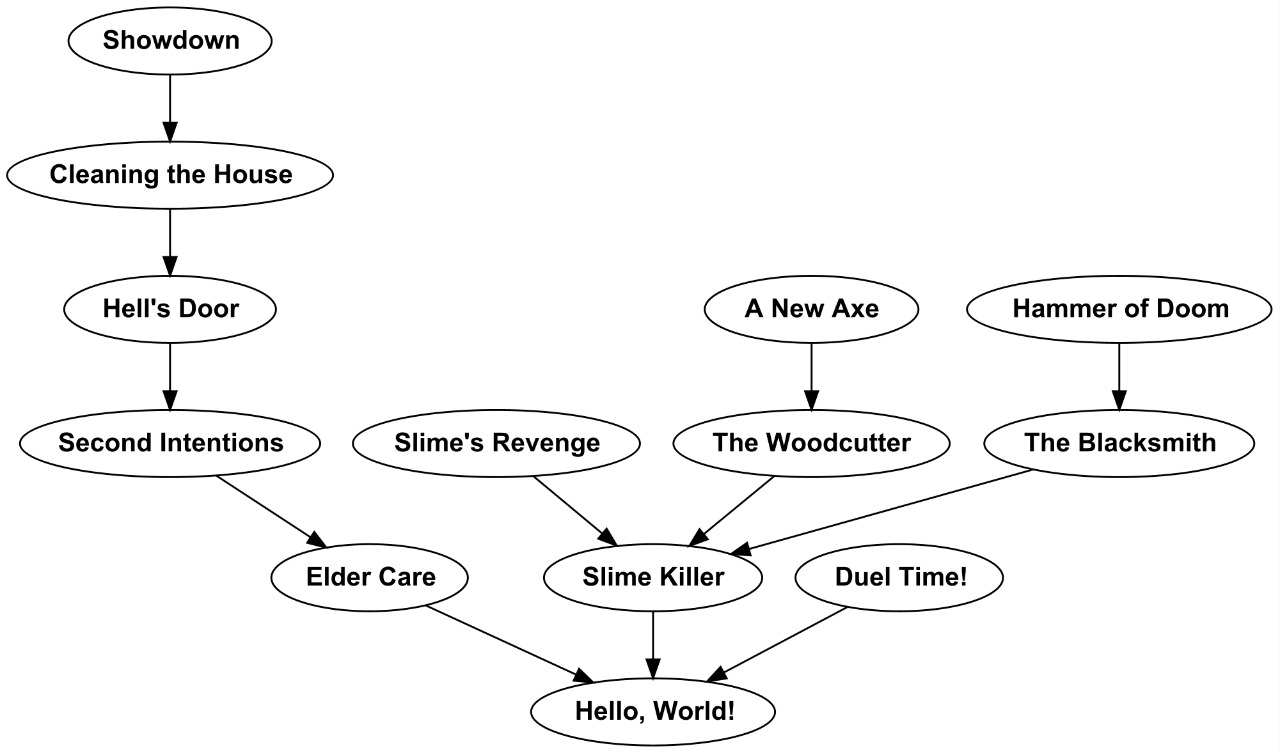 Showdown
Cleaning the House
Hell's Door
A New Axe
Hammer of Doom
Second Intentions
Slime's Revenge
The Woodcutter
The Blacksmith
Elder Care
Slime Killer
Duel Time!
Hello, World!